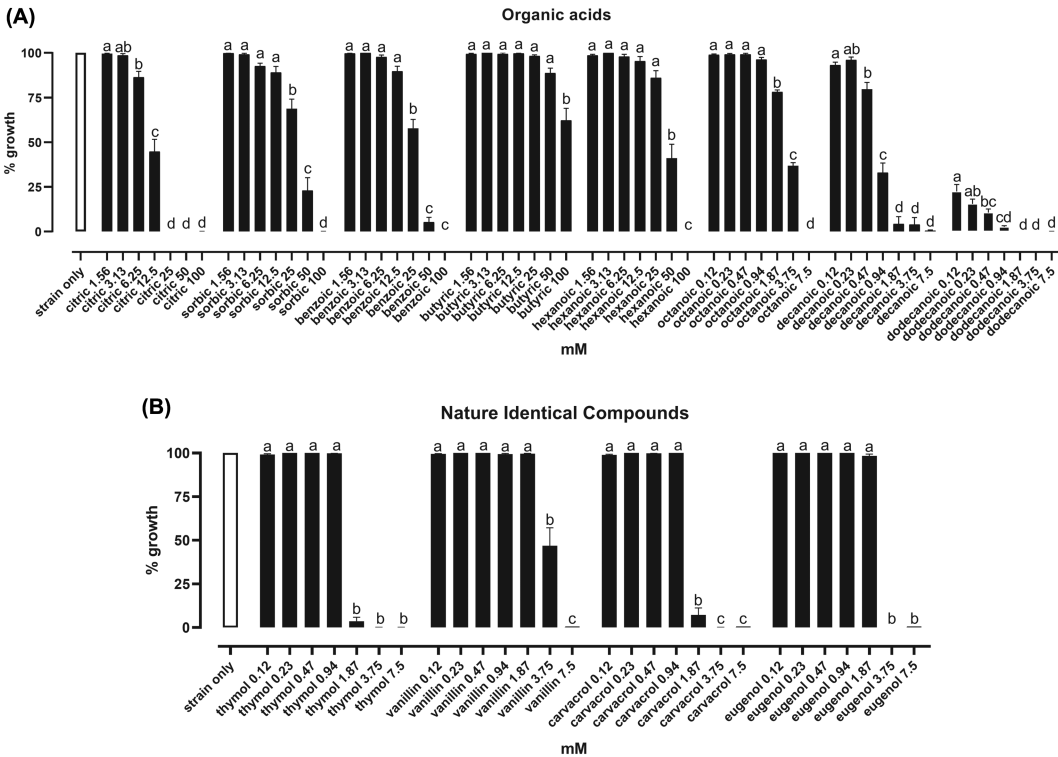 (A)
Organic acids
a ab b c d d d a a a a b c d a a a a b c c a a a a a b a a a a a b c a a a a b c d a ab b c d d d a ab bc cd d d d
100
75
50
25
0
% growth
strain only
citric 1.56
citric 3.13
citric 6.25
citric 12.5
citric 25
citric 50
citric 100
sorbic 1.56
sorbic 3.13
sorbic 6.25
sorbic 12.5
sorbic 25
sorbic 50
sorbic 100
benzoic 1.56
benzoic 3.13
benzoic 6.25
benzoic 12.5
benzoic 25
benzoic 50
benzoic 100
butyric 1.56
butyric 3.13
butyric 6.25
butyric 12.5
butyric 25
butyric 50
butyric 100
hexanoic 1.56
hexanoic 3.13
hexanoic 6.25
hexanoic 12.5
hexanoic 25
hexanoic 50
hexanoic 100
octanoic 0.12
octanoic 0.23
octanoic 0.47
octanoic 0.94
octanoic 1.87
octanoic 3.75
octanoic 7.5
decanoic 0.12
decanoic 0.23
decanoic 0.47
decanoic 0.94
decanoic 1.87
decanoic 3.75
decanoic 7.5
dodecanoic 0.12
dodecanoic 0.23
dodecanoic 0.47
dodecanoic 0.94
dodecanoic 1.87
dodecanoic 3.75
dodecanoic 7.5
mM
(B)
Nature Identical Compounds
a a a a b b b a a a a a b c a a a a b c c a a a a a b b
100
75
50
25
0
% growth
strain only
thymol 0.12
thymol 0.23
thymol 0.47
thymol 0.94
thymol 1.87
thymol 3.75
thymol 7.5
vanillin 0.12
vanillin 0.23
vanillin 0.47
vanillin 0.94
vanillin 1.87
vanillin 3.75
vanillin 7.5
carvacrol 0.12
carvacrol 0.23
carvacrol 0.47
carvacrol 0.94
carvacrol 1.87
carvacrol 3.75
carvacrol 7.5
eugenol 0.12
eugenol 0.23
eugenol 0.47
eugenol 0.94
eugenol 1.87
eugenol 3.75
eugenol 7.5
mM